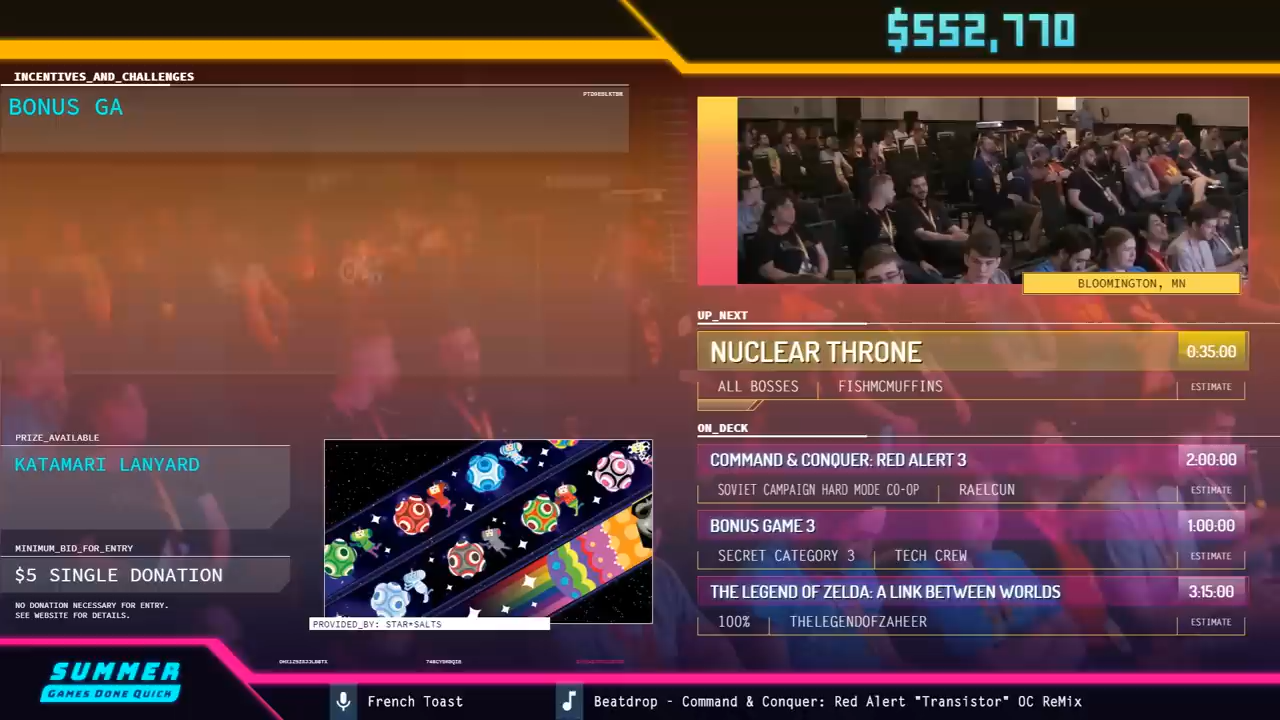 $552,770
INCENTIVES_AND_CHALLENGES
BONUS GA
BLOOMINGTON, MN
UP_NEXT
NUCLEAR THRONE
0:35:00
ALL BOSSES
FISHMCMUFFINS
ESTIMATE
ON_DECK
COMMAND & CONQUER: RED ALERT 3
2:00:00
SOVIET CAMPAIGN HARD MODE CO-OP
RAELCUN
ESTIMATE
BONUS GAME 3
1:00:00
SECRET CATEGORY 3
TECH CREW
ESTIMATE
THE LEGEND OF ZELDA: A LINK BETWEEN WORLDS
3:15:00
100%
THELEGENDOFZAHEER
ESTIMATE
PRIZE_AVAILABLE
KATAMARI LANYARD
MINIMUM_BID_FOR_ENTRY
$5 SINGLE DONATION
NO DONATION NECESSARY FOR ENTRY.
SEE WEBSITE FOR DETAILS.
PROVIDED_BY: STAR*SALTS
SUMMER
GAMES DONE QUICK
French Toast
Beatdrop - Command & Conquer: Red Alert "Transistor" OC ReMix